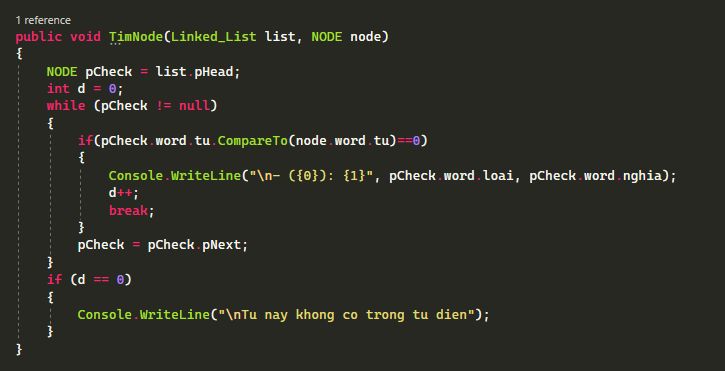 1 reference
public void TimNode(Linked_List list, NODE node)
{
NODE pCheck = list.pHead;
int d = 0;
while (pCheck != null)
{
if(pCheck.word.tu.CompareTo(node.word.tu)==0)
{
Console.WriteLine("\n- ({0}): {1}", pCheck.word.loai, pCheck.word.nghia);
d++;
break;
}
pCheck = pCheck.pNext;
}
if (d == 0)
{
Console.WriteLine("\nTu nay khong co trong tu dien");
}
}